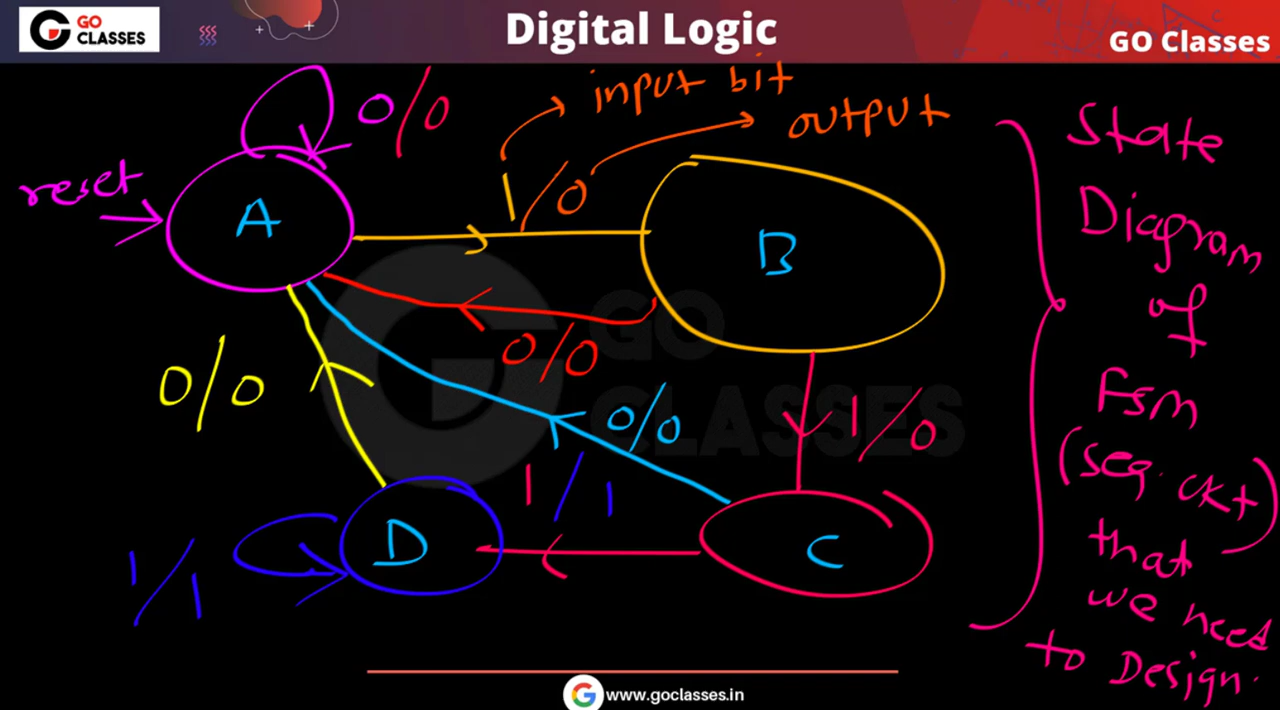 GO
CLASSES
Digital Logic
GO Classes
reset
0/0
input bit
output
1/0
A
B
0/0
0/0
0/0
1/0
1/1
1/1
D
C
State
Diagram
of
Fsm
(seq. ckt)
that
we need
to Design.
GO
CLASSES
www.goclasses.in